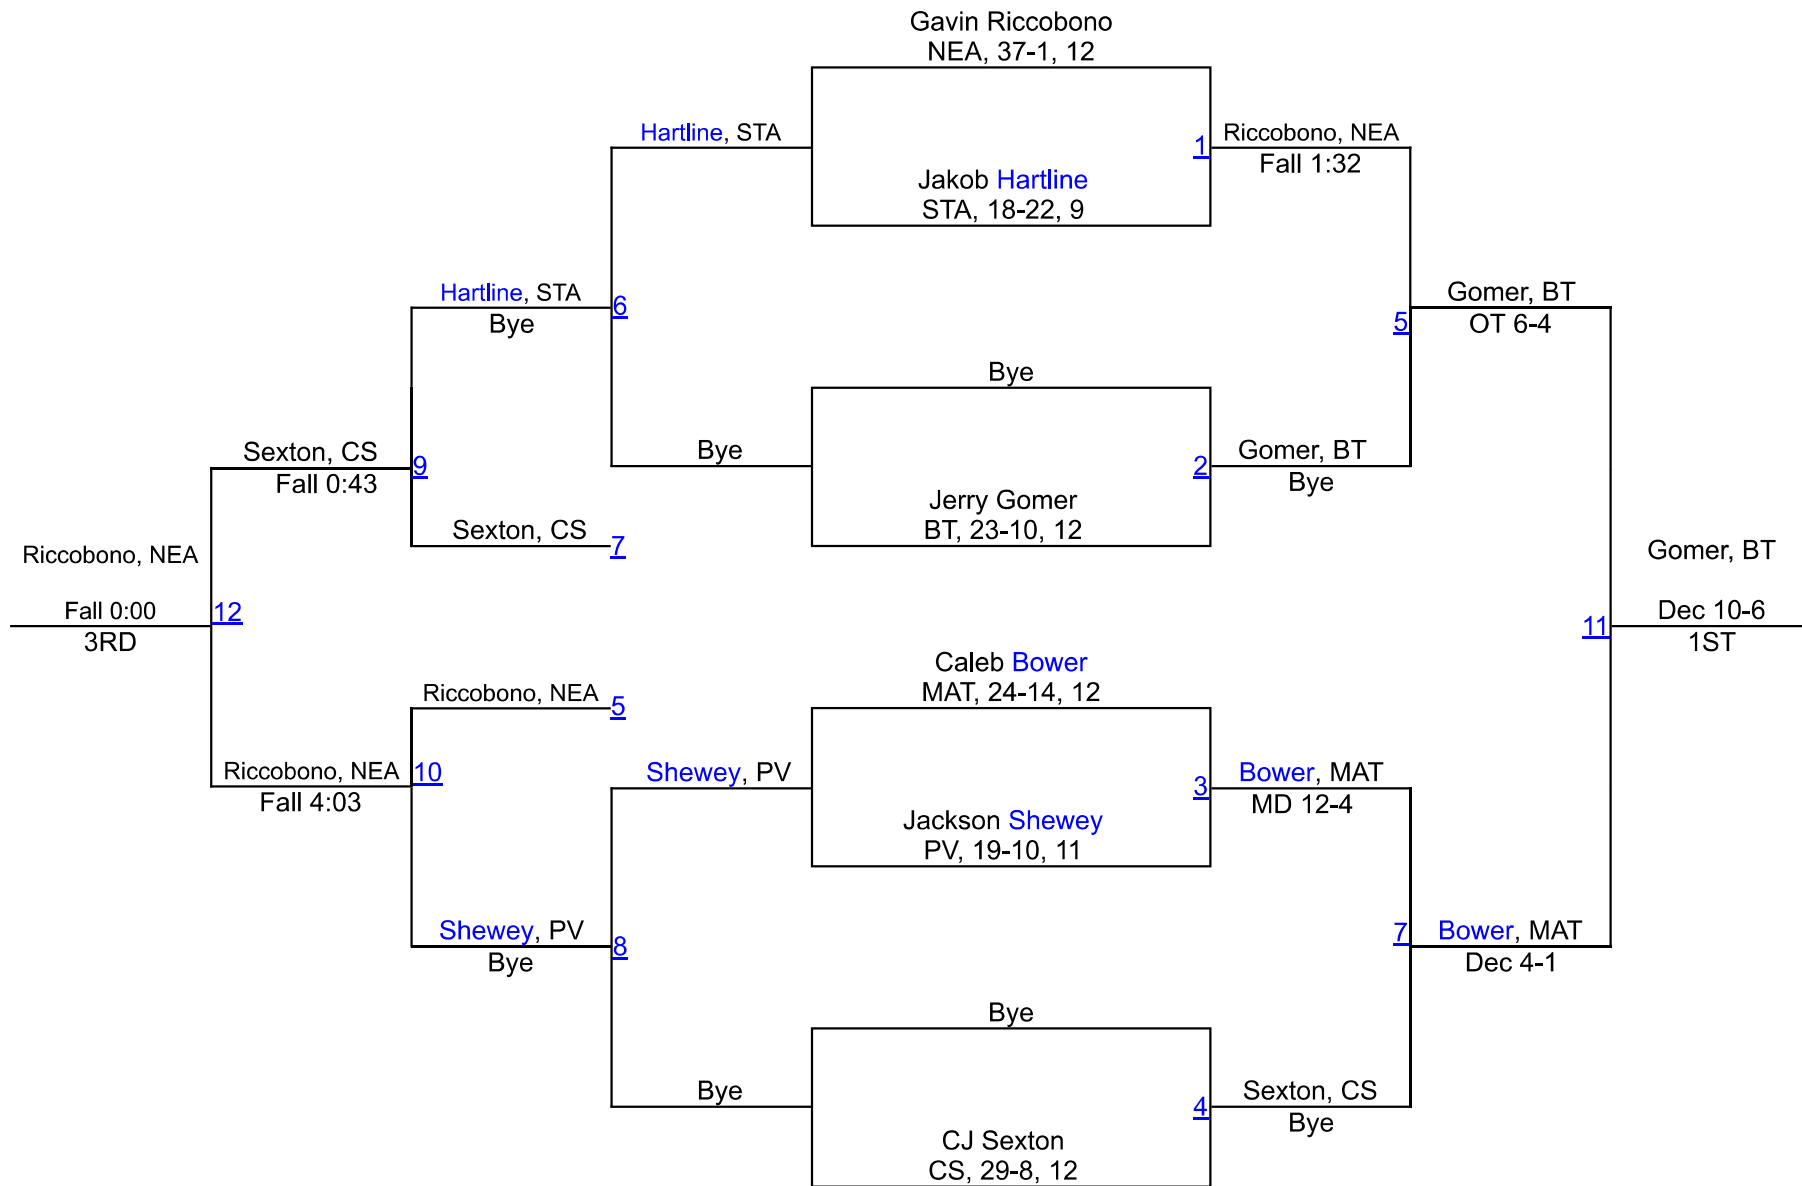 Gavin Riccobono
NEA, 37-1, 12
Hartline, STA
1
Riccobono, NEA
Fall 1:32
Jakob Hartline
STA, 18-22, 9
Hartline, STA
Bye
6
5
Gomer, BT
OT 6-4
Bye
Sexton, CS
Fall 0:43
9
Bye
2
Gomer, BT
Bye
Jerry Gomer
BT, 23-10, 12
Sexton, CS
7
Riccobono, NEA
Fall 0:00
3RD
12
Gomer, BT
Dec 10-6
1ST
11
Caleb Bower
MAT, 24-14, 12
Riccobono, NEA
5
Riccobono, NEA
Fall 4:03
10
Shewey, PV
3
Bower, MAT
MD 12-4
Jackson Shewey
PV, 19-10, 11
Shewey, PV
Bye
8
7
Bower, MAT
Dec 4-1
Bye
Bye
4
Sexton, CS
Bye
CJ Sexton
CS, 29-8, 12